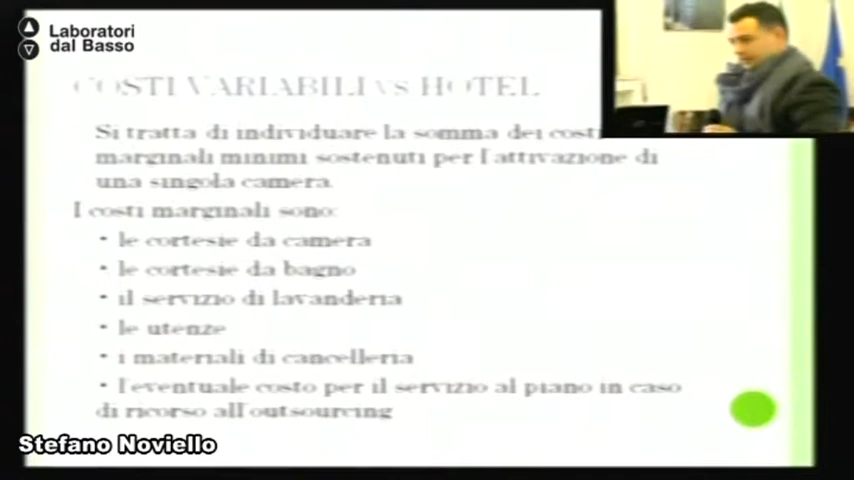 Laboratori
dal Basso
COSTI VARIABILI vs HOTEL
Si tratta di individuare la somma dei costi
marginali minimi sostenuti per l'attivazione di
una singola camera.
I costi marginali sono:
• le cortesie da camera
• le cortesie da bagno
• il servizio di lavanderia
• le utenze
• i materiali di cancelleria
• l'eventuale costo per il servizio al piano in caso
di ricorso all'outsourcing
Stefano Noviello